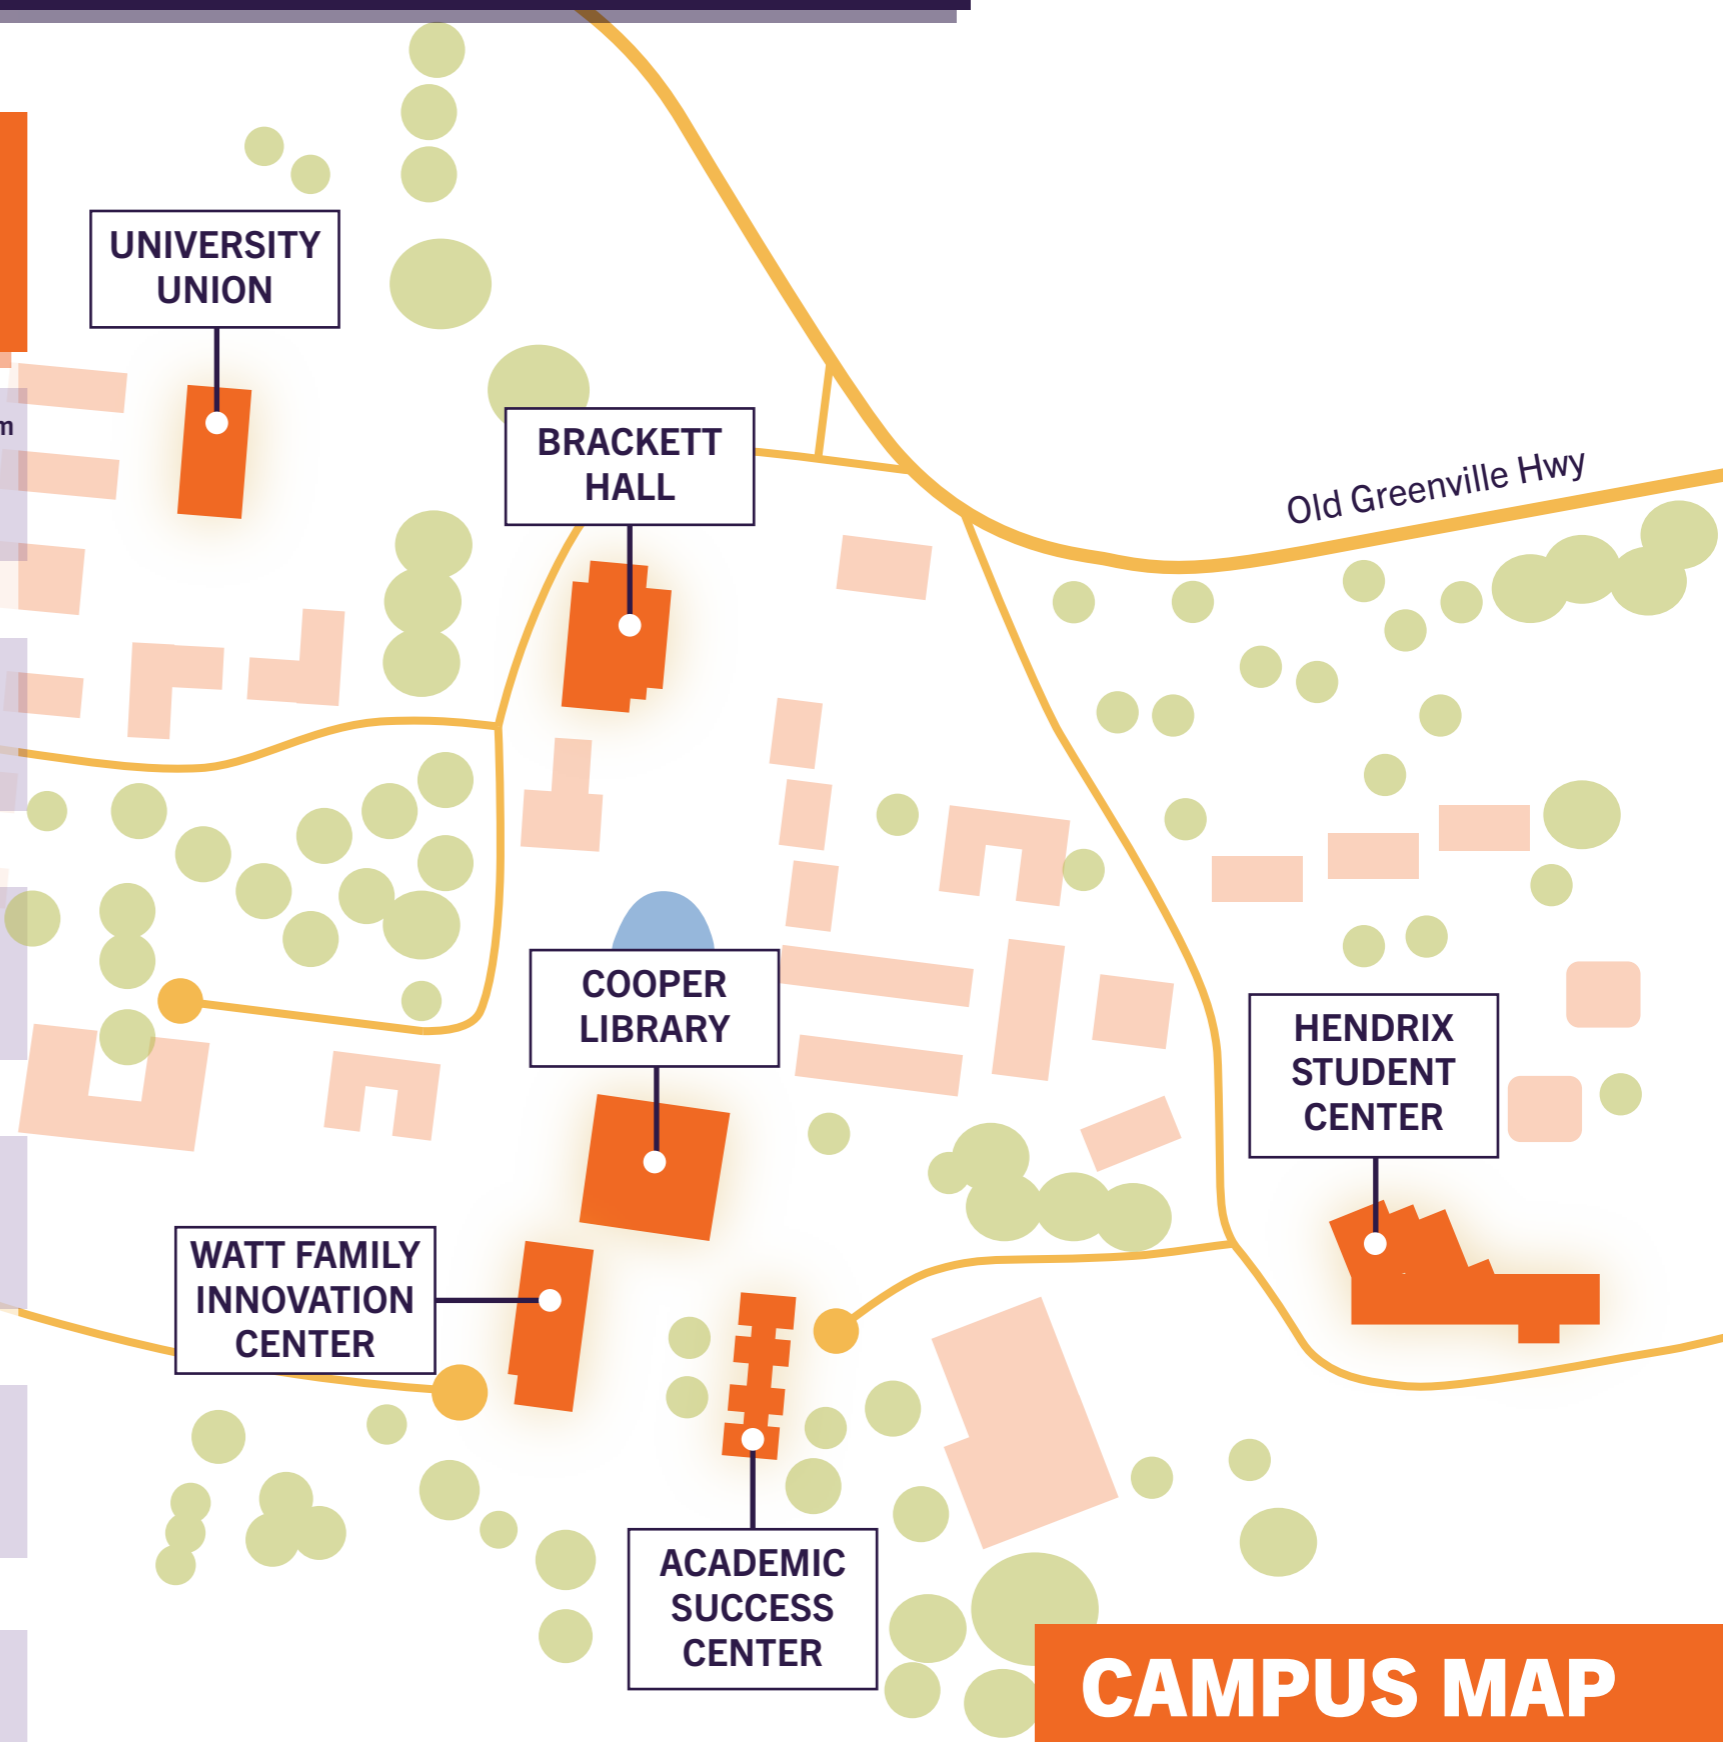 UNIVERSITY
UNION
m
BRACKETT
HALL
Old Greenville Hwy
COOPER
LIBRARY
HENDRIX
STUDENT
CENTER
WATT FAMILY
INNOVATION
CENTER
ACADEMIC
SUCCESS
CENTER
CAMPUS MAP